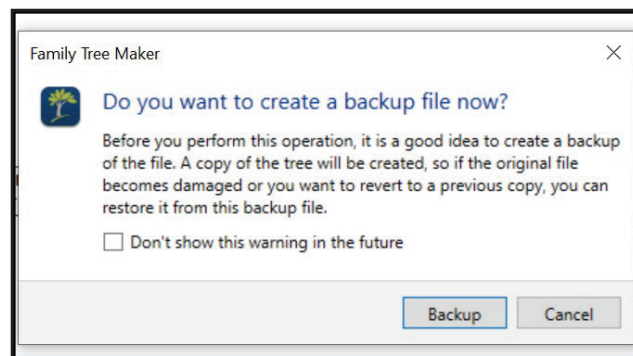 Family Tree Maker
Do you want to create a backup file now?
Before you perform this operation, it is a good idea to create a backup
of the file. A copy of the tree will be created, so if the original file
becomes damaged or you want to revert to a previous copy, you can
restore it from this backup file.
Don't show this warning in the future
Backup Cancel